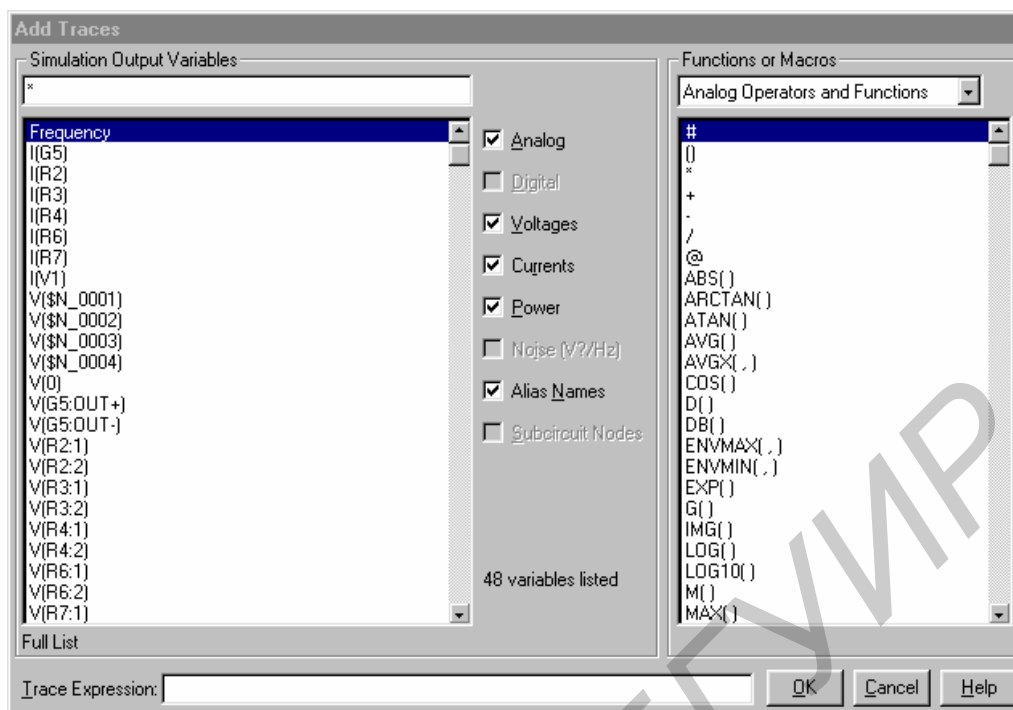 Add Traces
Simulation Output Variables
*
Frequency
I(G5)
I(R2)
I(R3)
I(R4)
I(R6)
I(R7)
I(V1)
V($N_0001)
V($N_0002)
V($N_0003)
V($N_0004)
V(0)
V(G5:OUT+)
V(G5:OUT-)
V(R2:1)
V(R2:2)
V(R3:1)
V(R3:2)
V(R4:1)
V(R4:2)
V(R6:1)
V(R6:2)
V(R7:1)
Full List
Analog
Digital
Voltages
Currents
Power
Noise (V?/Hz)
Alias Names
Subcircuit Nodes
48 variables listed
Functions or Macros
Analog Operators and Functions
#
()
*
+
-
/
@
ABS( )
ARCTAN( )
ATAN( )
AVG( )
AVGX( , )
COS( )
D( )
DB( )
ENVMAX( , )
ENVMIN( , )
EXP( )
G( )
IMG( )
LOG( )
LOG10( )
M( )
MAX( )
Trace Expression:
OK
Cancel
Help
БГУИР